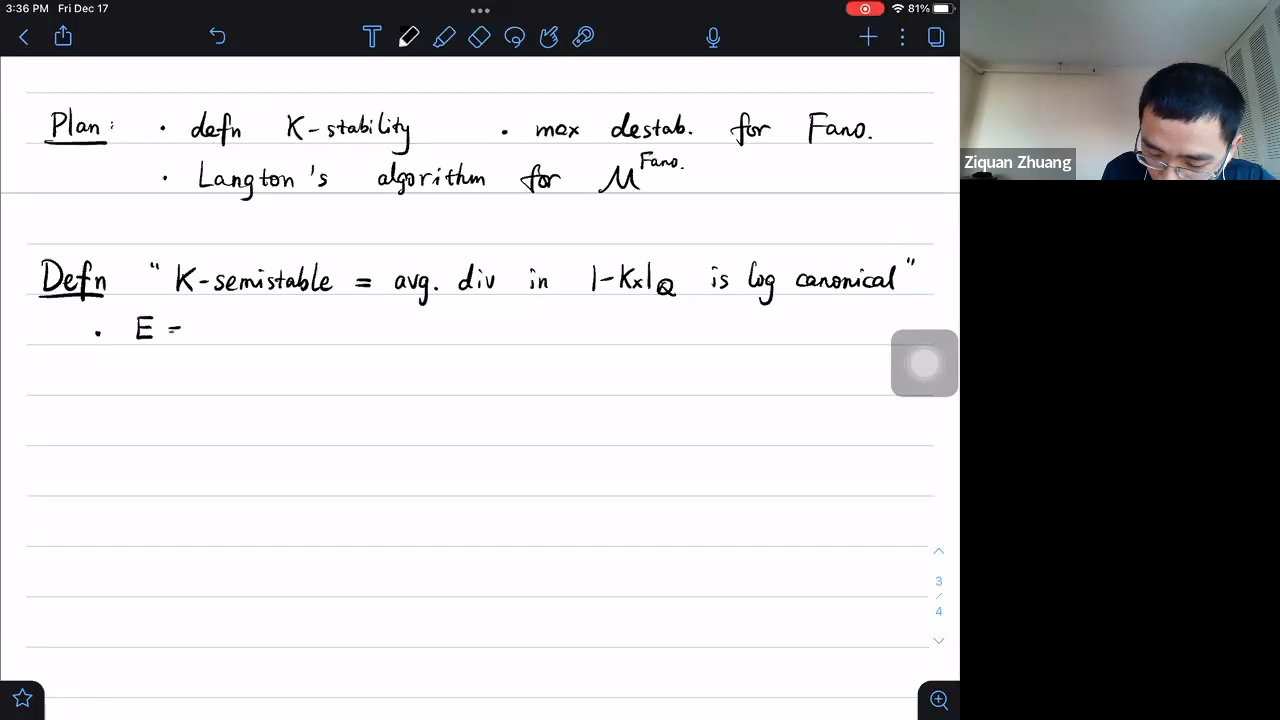 3:36 PM Fri Dec 17
81%
Plan: · defn K-stability · max destab. for Fano.
· Langton's algorithm for M^Fano.
Ziquan Zhuang
Defn " K-semistable = avg. div in |-Kx|_Q is log canonical "
· E =
3
/
4